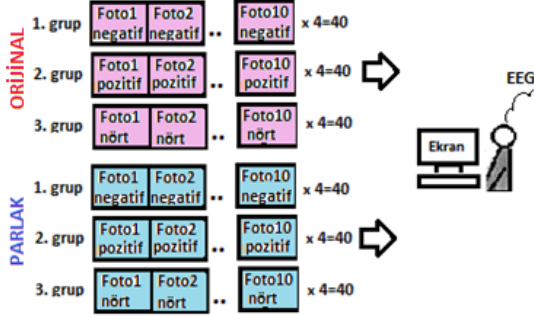 ORİJİNAL
1. grup
Foto1 negatif
Foto2 negatif
..
Foto10 negatif
x 4=40
2. grup
Foto1 pozitif
Foto2 pozitif
..
Foto10 pozitif
x 4=40
3. grup
Foto1 nört
Foto2 nört
..
Foto10 nört
x 4=40
PARLAK
1. grup
Foto1 negatif
Foto2 negatif
..
Foto10 negatif
x 4=40
2. grup
Foto1 pozitif
Foto2 pozitif
..
Foto10 pozitif
x 4=40
3. grup
Foto1 nört
Foto2 nört
..
Foto10 nört
x 4=40
EEG
Ekran